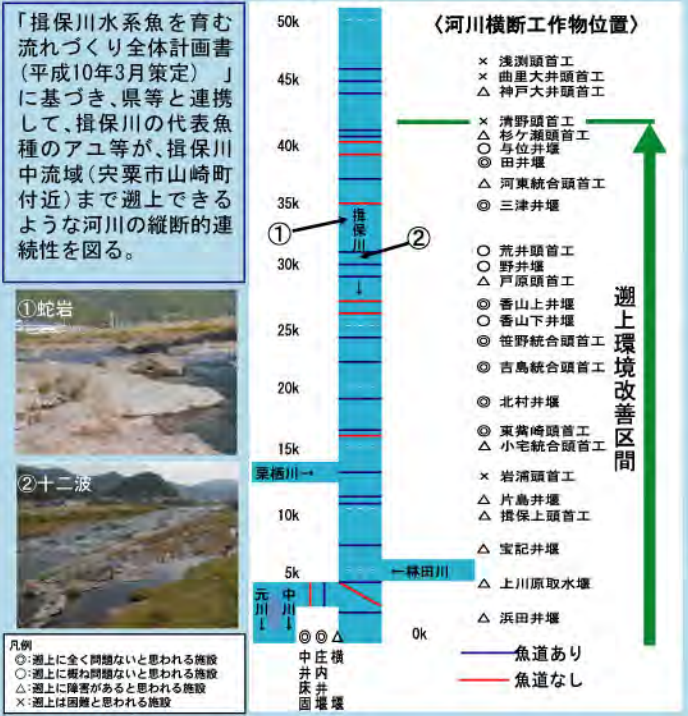 「揖保川水系魚を育む
流れづくり全体計画書
(平成10年3月策定) 」
に基づき、県等と連携
して、揖保川の代表魚
種のアユ等が、揖保川
中流域(宍粟市山崎町
付近)まで遡上できる
ような河川の縦断的連
続性を図る。
①蛇岩
②十二波
凡例
◎:遡上に全く問題ないと思われる施設
○:遡上に概ね問題ないと思われる施設
△:遡上に障害があると思われる施設
×:遡上は困難と思われる施設
〈河川横断工作物位置〉
50k
45k
40k
35k
30k
25k
20k
15k
10k
5k
0k
①
②
揖保川
↓
栗栖川→
←林田川
元川↓
中川↓
◎中井床固
◎庄内井堰
△横堰
× 浅渕頭首工
× 曲里大井頭首工
△ 神戸大井頭首工
× 清野頭首工
△ 杉ケ瀬頭首工
○ 与位井堰
◎ 田井堰
△ 河東統合頭首工
◎ 三津井堰
○ 荒井頭首工
○ 野井堰
△ 戸原頭首工
◎ 香山上井堰
○ 香山下井堰
◎ 笹野統合頭首工
◎ 吉島統合頭首工
◎ 北村井堰
◎ 東觜崎頭首工
△ 小宅統合頭首工
× 岩浦頭首工
△ 片島井堰
△ 揖保上頭首工
△ 宝記井堰
△ 上川原取水堰
△ 浜田井堰
遡上環境改善区間
魚道あり
魚道なし